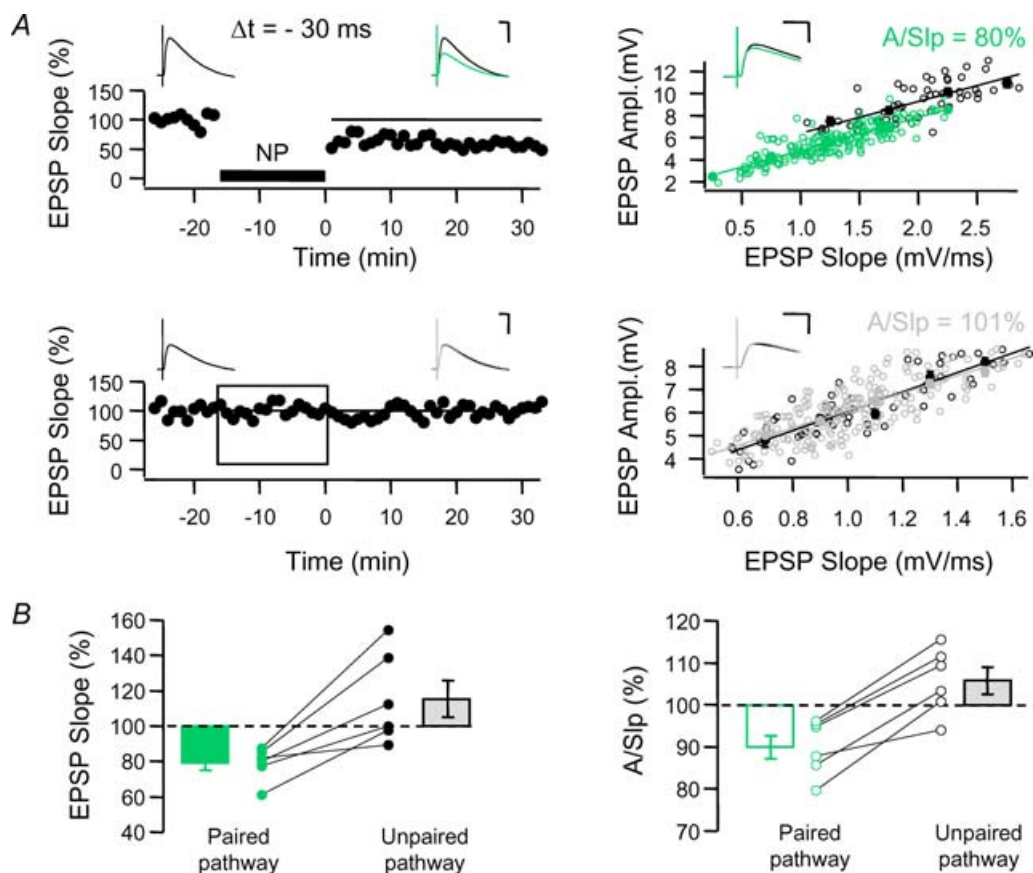 A
Δt = - 30 ms
EPSP Slope (%)
150
100
50
0
NP
-20
-10
0
10
20
30
Time (min)
A/Slp = 80%
EPSP Ampl.(mV)
12
10
8
6
4
2
0.5
1.0
1.5
2.0
2.5
EPSP Slope (mV/ms)
EPSP Slope (%)
150
100
50
0
-20
-10
0
10
20
30
Time (min)
A/Slp = 101%
EPSP Ampl.(mV)
8
7
6
5
4
0.6
0.8
1.0
1.2
1.4
1.6
EPSP Slope (mV/ms)
B
EPSP Slope (%)
160
140
120
100
80
60
40
Paired
pathway
Unpaired
pathway
A/Slp (%)
120
110
100
90
80
70
Paired
pathway
Unpaired
pathway